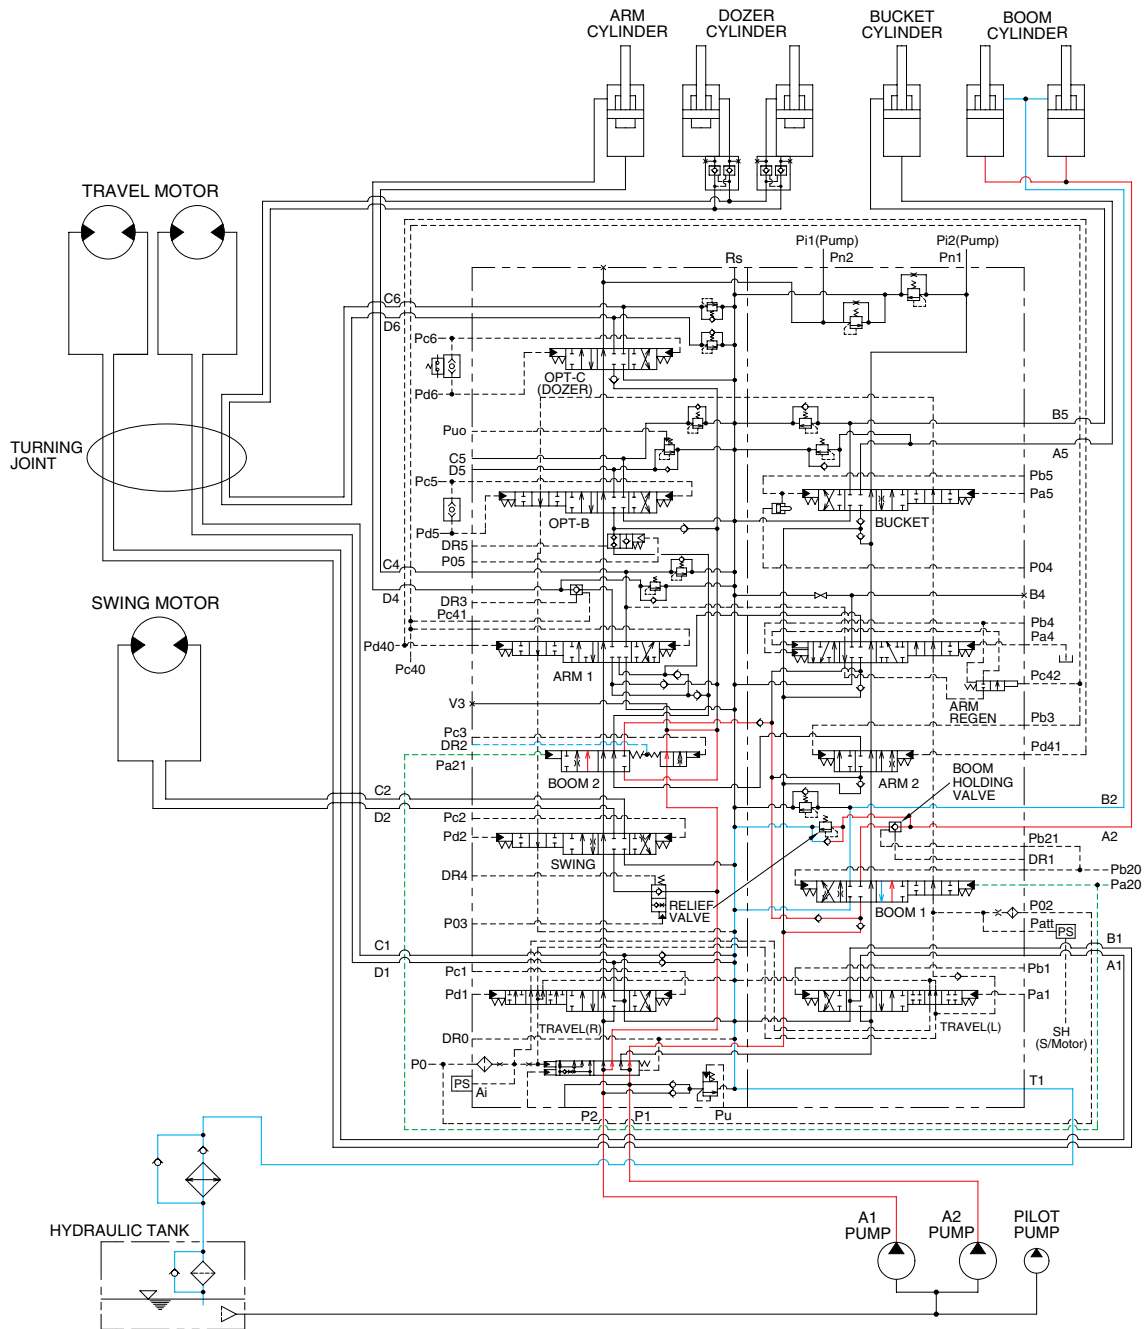 ARM
CYLINDER
DOZER
CYLINDER
BUCKET
CYLINDER
BOOM
CYLINDER
TRAVEL MOTOR
Pi1(Pump)
Pn2
Pi2(Pump)
Pn1
Rs
C6
D6
Pc6
Pd6
OPT-C
(DOZER)
TURNING
JOINT
Puo
C5
D5
Pc5
Pd5
OPT-B
DR5
P05
B5
A5
Pb5
Pa5
BUCKET
P04
C4
D4
DR3
Pc41
Pd40
Pc40
ARM 1
B4
Pb4
Pa4
Pc42
ARM
REGEN
SWING MOTOR
V3
Pc3
DR2
Pa21
BOOM 2
Pb3
Pd41
ARM 2
BOOM
HOLDING
VALVE
C2
D2
Pc2
Pd2
SWING
DR4
P03
RELIEF
VALVE
B2
A2
Pb21
DR1
Pb20
Pa20
BOOM 1
P02
Patt
PS
C1
D1
Pc1
Pd1
TRAVEL(R)
DR0
B1
A1
Pb1
Pa1
TRAVEL(L)
SH
(S/Motor)
P0
PS
Ai
P2
P1
Pu
T1
HYDRAULIC TANK
A1
PUMP
A2
PUMP
PILOT
PUMP